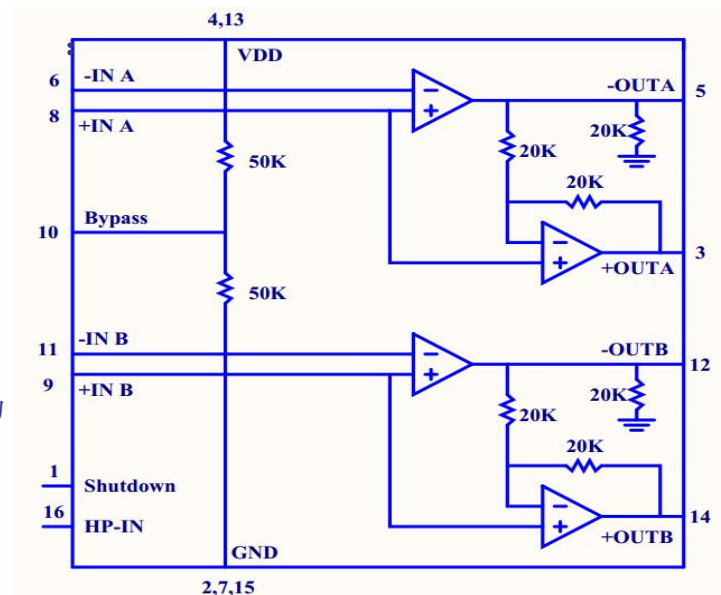 4,13
VDD
6
-IN A
-OUTA
5
8
+IN A
20K
20K
50K
20K
10
Bypass
3
+OUTA
50K
11
-IN B
-OUTB
12
9
+IN B
20K
20K
20K
1
Shutdown
16
HP-IN
14
+OUTB
GND
2,7,15